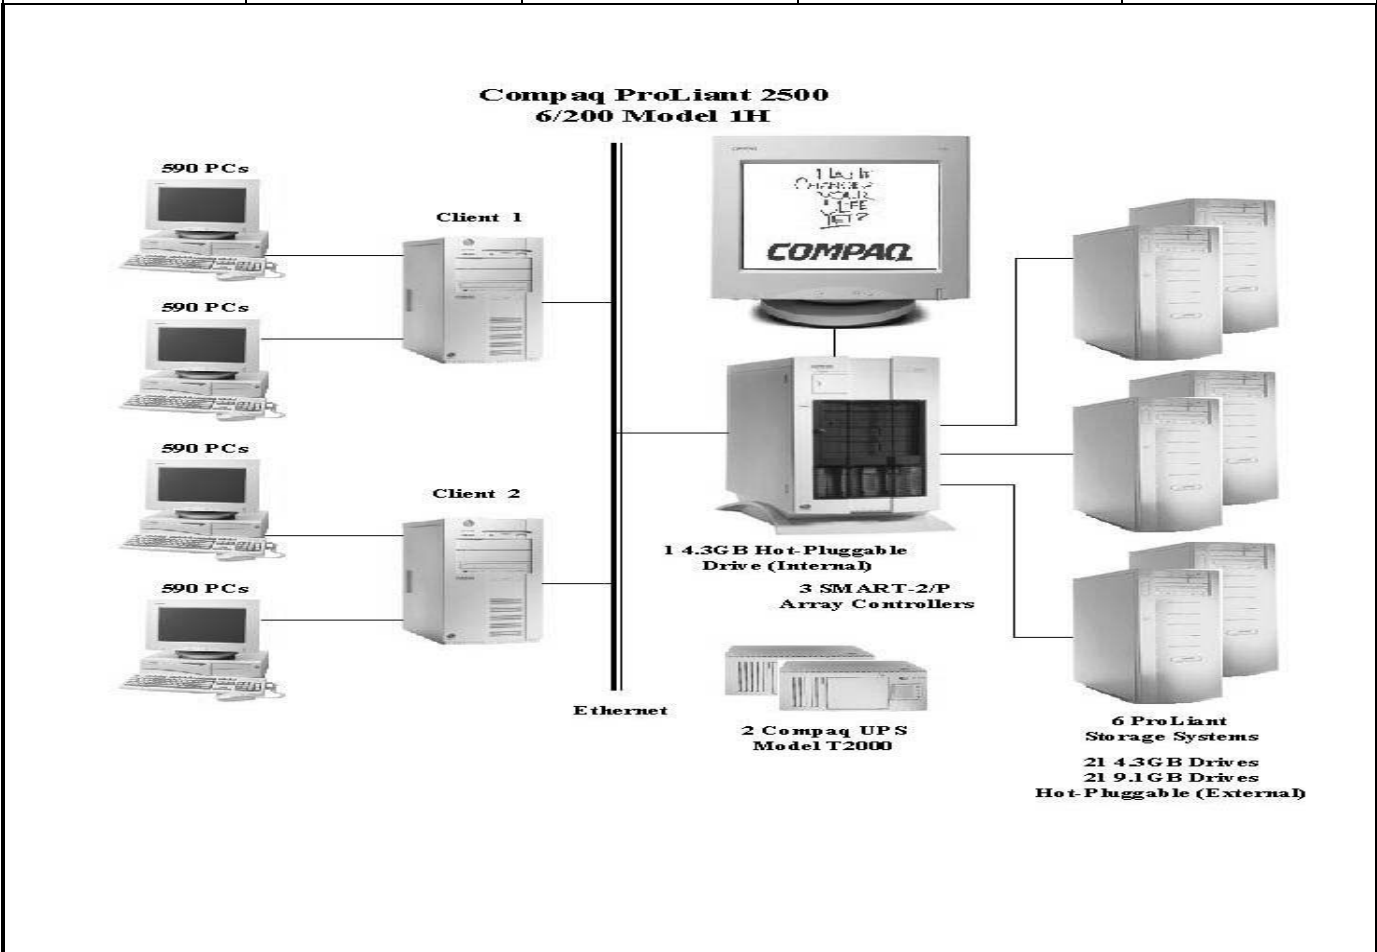 Compaq ProLiant 2500
6/200 Model 1H
590 PCs
Client 1
590 PCs
590 PCs
Client 2
590 PCs
Ethernet
COMPAQ
1 4.3GB Hot-Pluggable
Drive (Internal)
3 SMART-2/P
Array Controllers
2 Compaq UPS
Model T2000
6 ProLiant
Storage Systems
21 4.3GB Drives
21 9.1GB Drives
Hot-Pluggable (External)